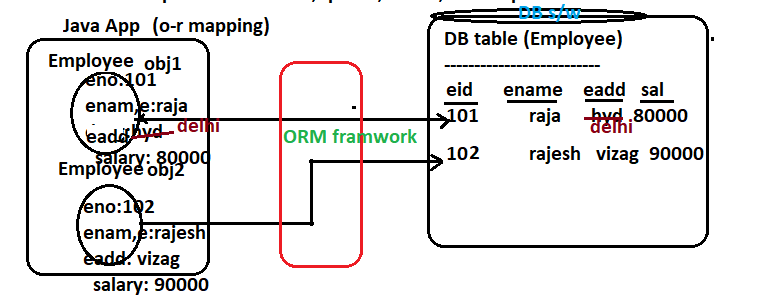 Java App (o-r mapping)
Employee obj1
eno:101
enam,e:raja
eadd hyd delhi
salary: 80000
Employee obj2
eno:102
enam,e:rajesh
eadd: vizag
salary: 90000
ORM framwork
DB s/w
DB table (Employee)
----------------------------
eid ename eadd sal
101 raja hyd 80000
delhi
102 rajesh vizag 90000